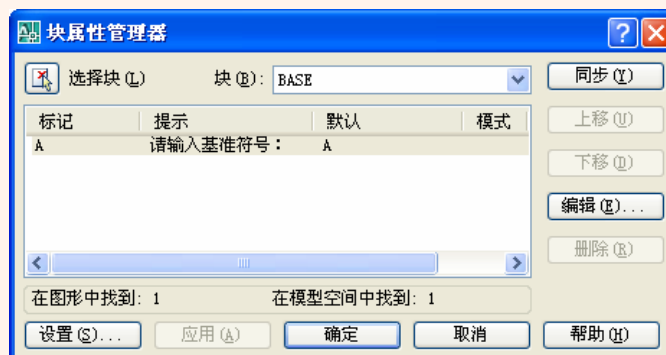 块属性管理器
选择块(L) 块(B): BASE 同步(Y)
标记 提示 默认 模式 上移(U)
A 请输入基准符号: A
下移(D)
编辑(E)...
删除(R)
在图形中找到: 1 在模型空间中找到: 1
设置(S)... 应用(A) 确定 取消 帮助(H)